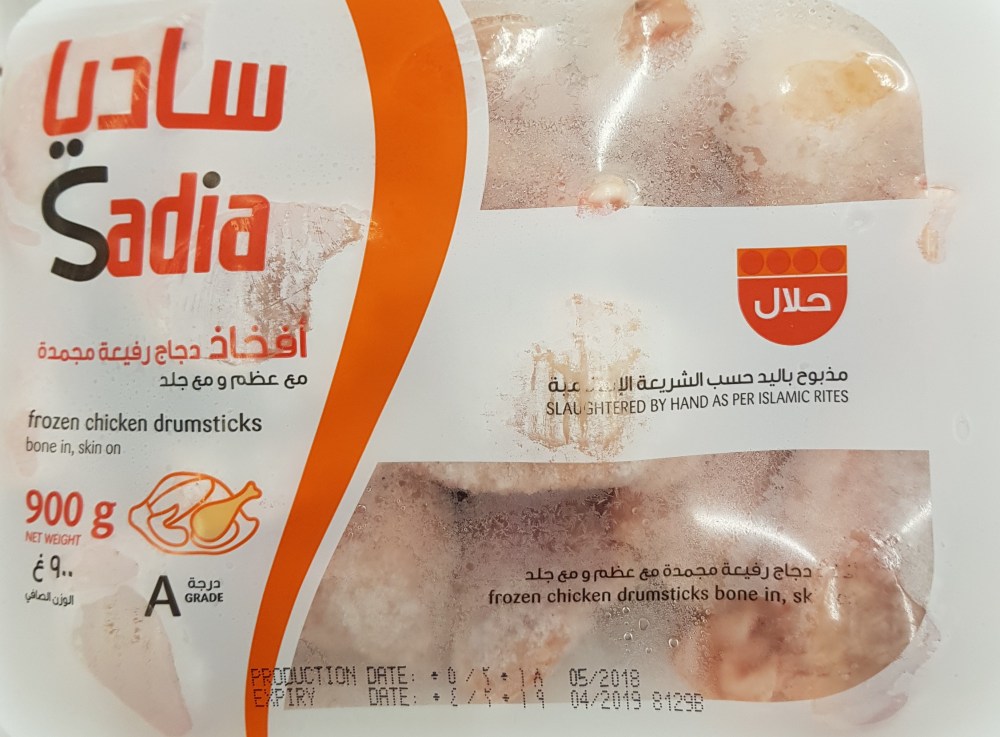 ساديا
Sadia
أفخاذ دجاج رفيعة مجمدة
مع عظم و مع جلد
frozen chicken drumsticks
bone in, skin on
900 g
NET WEIGHT
٩٠٠ غ
الوزن الصافي
A درجة
GRADE
حلال
مذبوح باليد حسب الشريعة
SLAUGHTERED BY HAND AS PER ISLAMIC RITES
دجاج رفيعة مجمدة مع عظم و مع جلد
frozen chicken drumsticks bone in, sk
PRODUCTION DATE: ٠٥/٢٠١٨ 05/2018
EXPIRY DATE: ٠٤/٢٠١٩ 04/2019 8129B